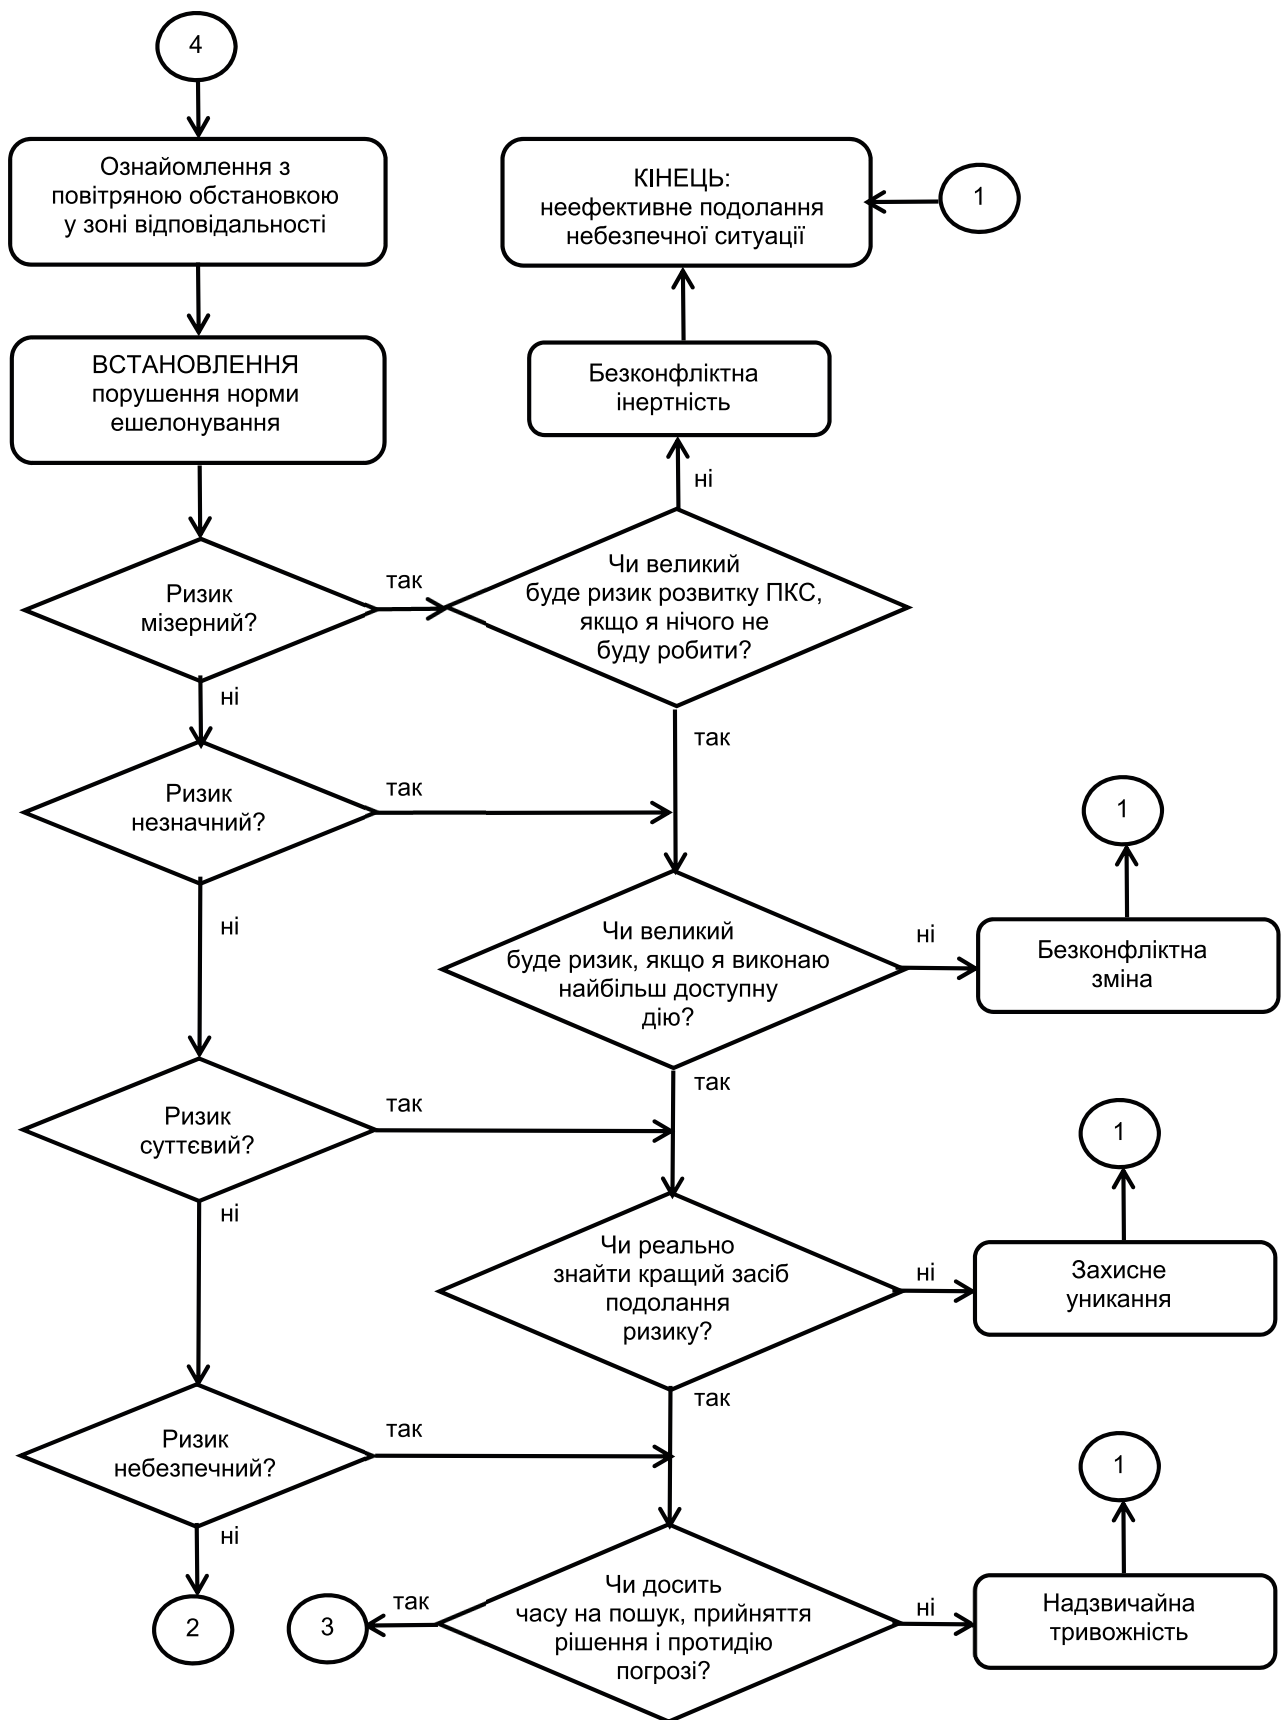 4
Ознайомлення з
повітряною обстановкою
у зоні відповідальності
КІНЕЦЬ:
неефективне подолання
небезпечної ситуації
1
ВСТАНОВЛЕННЯ
порушення норми
ешелонування
Безконфліктна
інертність
ні
Ризик
мізерний?
так
Чи великий
буде ризик розвитку ПКС,
якщо я нічого не
буду робити?
ні
так
Ризик
незначний?
так
1
ні
Чи великий
буде ризик, якщо я виконаю
найбільш доступну
дію?
ні
Безконфліктна
зміна
так
Ризик
суттєвий?
так
1
ні
Чи реально
знайти кращий засіб
подолання
ризику?
ні
Захисне
уникання
так
Ризик
небезпечний?
так
1
ні
2
3
так
Чи досить
часу на пошук, прийняття
рішення і протидію
погрозі?
ні
Надзвичайна
тривожність